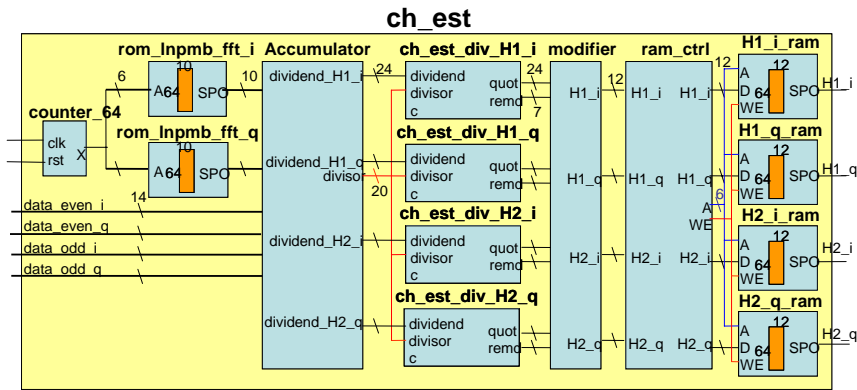 ch_est
rom_lnpmb_fft_i
Accumulator
ch_est_div_H1_i
modifier
ram_ctrl
H1_i_ram
6
10
A 64 SPO
10
dividend_H1_i
24
dividend
divisor
c
quot
remd
24
7
12
H1_i
H1_i
H1_i
12
A
D 64 SPO
WE
12
H1_i
counter_64
clk
rst
X
rom_lnpmb_fft_q
10
A 64 SPO
ch_est_div_H1_q
dividend_H1_q
divisor
20
dividend
divisor
c
quot
remd
H1_q
H1_q
H1_q
A
WE
6
H1_q_ram
12
A
D 64 SPO
WE
H1_q
data_even_i
14
data_even_q
data_odd_i
data_odd_q
ch_est_div_H2_i
dividend_H2_i
dividend
divisor
c
quot
remd
H2_i
H2_i
H2_i
H2_i_ram
12
A
D 64 SPO
WE
H2_i
ch_est_div_H2_q
dividend_H2_q
dividend
divisor
c
quot
remd
H2_q
H2_q
H2_q
H2_q_ram
12
A
D 64 SPO
WE
H2_q